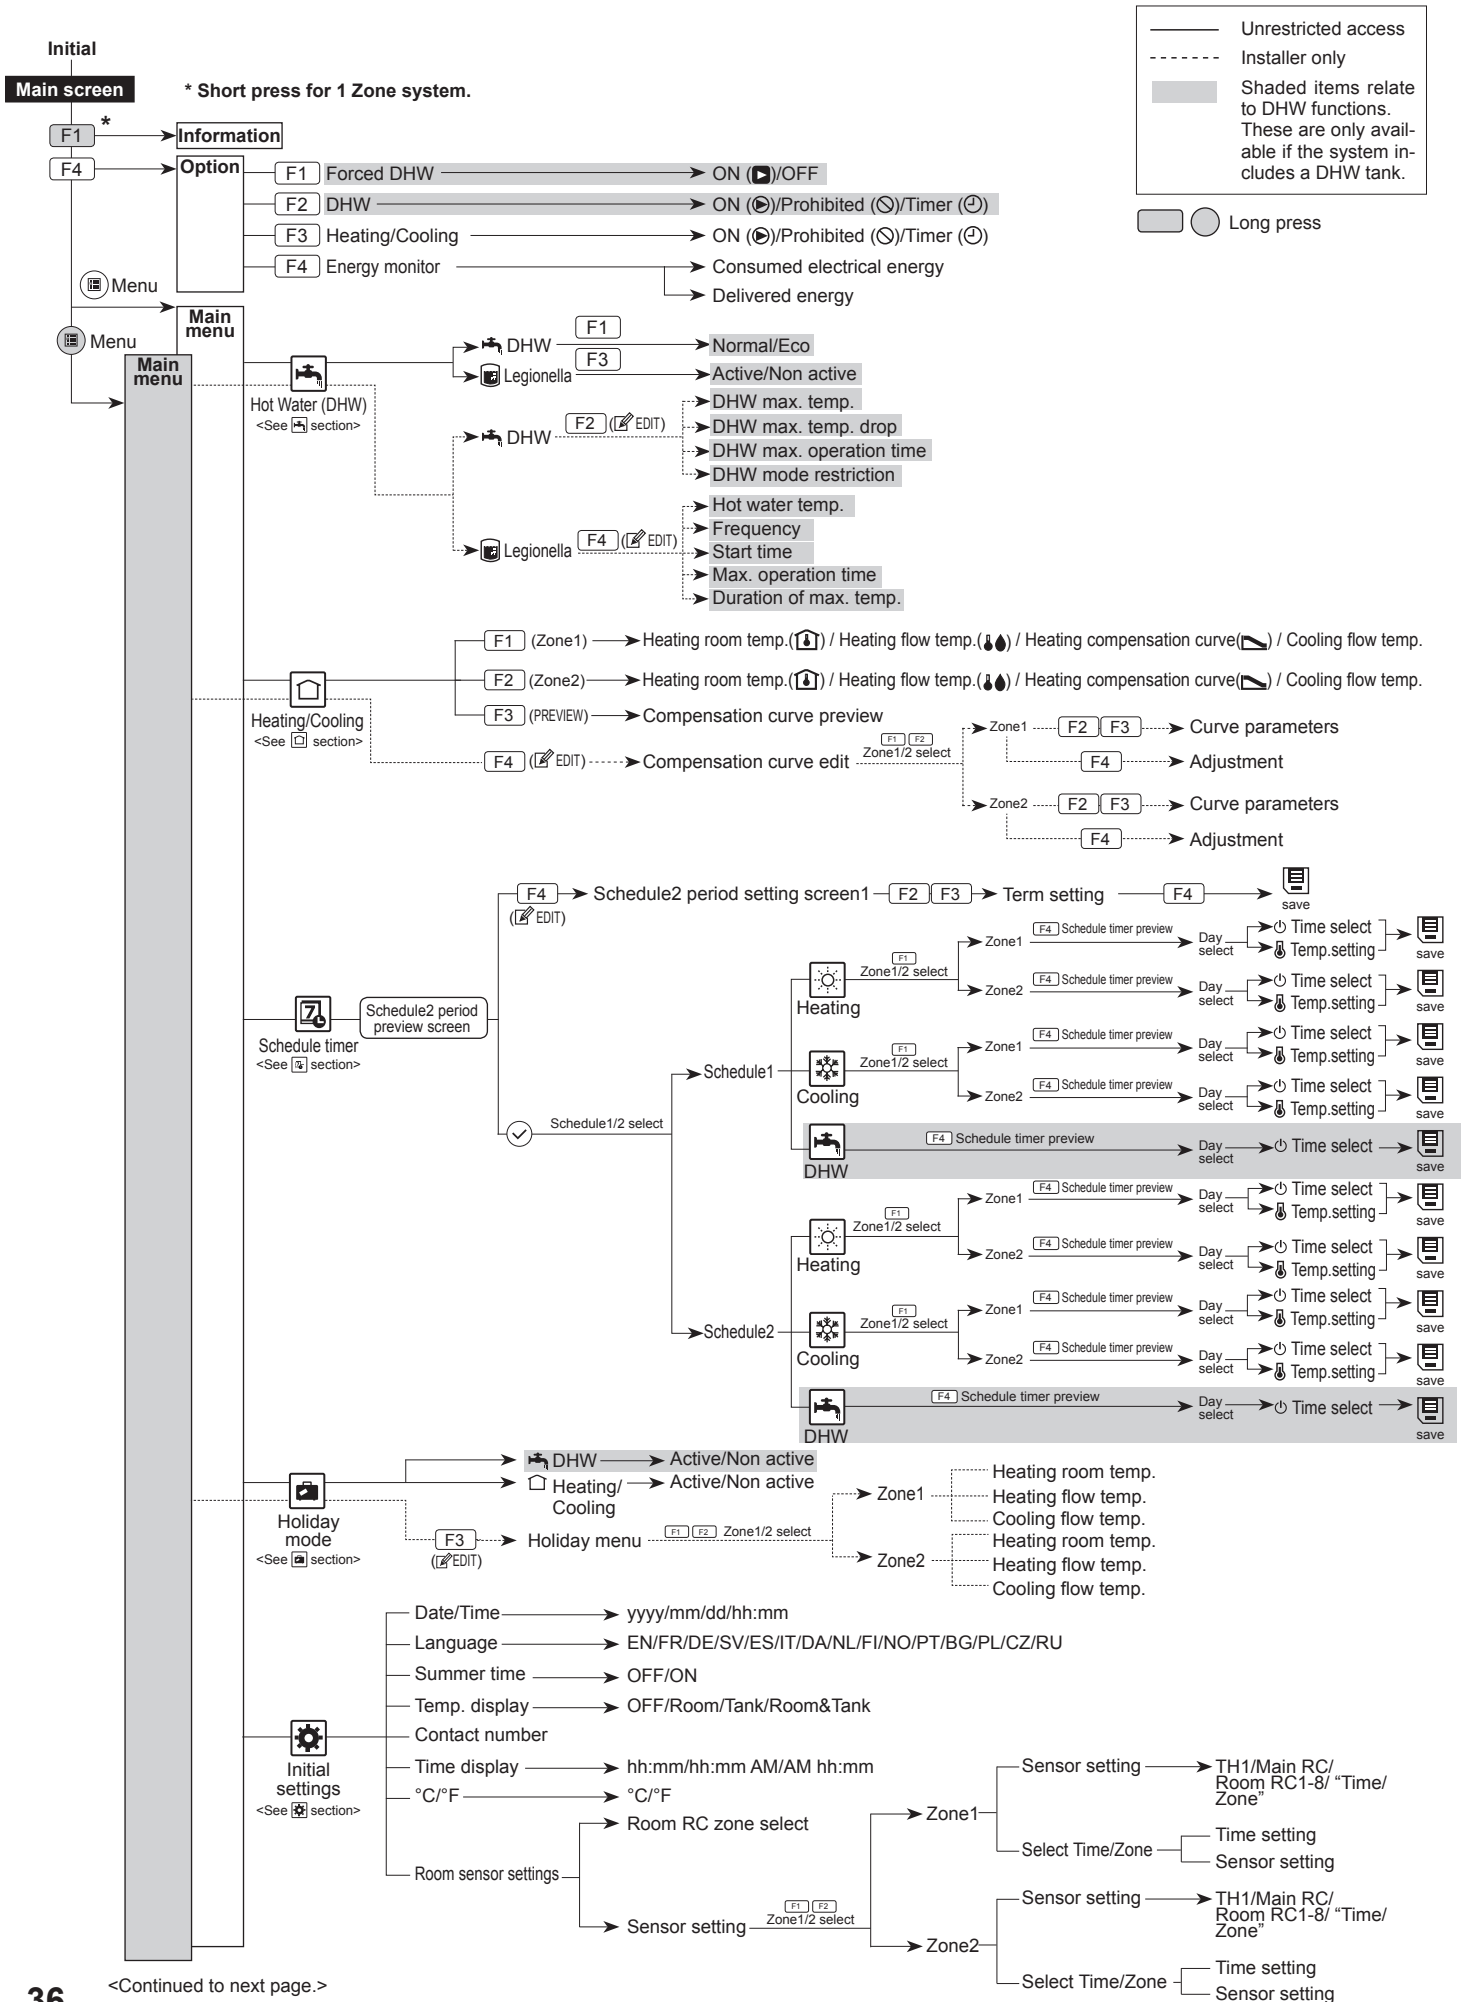 Initial
Main screen
* Short press for 1 Zone system.
Unrestricted access
Installer only
Shaded items relate
to DHW functions.
These are only avail-
able if the system in-
cludes a DHW tank.
Long press
F1 *
Information
F4
Option
F1 Forced DHW ON ( )/OFF
F2 DHW ON ( )/Prohibited ( )/Timer ( )
F3 Heating/Cooling ON ( )/Prohibited ( )/Timer ( )
F4 Energy monitor Consumed electrical energy
Delivered energy
Menu
Main
menu
Menu
Main
menu
Hot Water (DHW)
<See section>
DHW F1 Normal/Eco
Legionella F3 Active/Non active
DHW F2 ( EDIT)
DHW max. temp.
DHW max. temp. drop
DHW max. operation time
DHW mode restriction
Legionella F4 ( EDIT)
Hot water temp.
Frequency
Start time
Max. operation time
Duration of max. temp.
Heating/Cooling
<See section>
F1 (Zone1) Heating room temp.( ) / Heating flow temp.( ) / Heating compensation curve( ) / Cooling flow temp.
F2 (Zone2) Heating room temp.( ) / Heating flow temp.( ) / Heating compensation curve( ) / Cooling flow temp.
F3 (PREVIEW) Compensation curve preview
F4 ( EDIT) Compensation curve edit F1 F2
Zone1/2 select
Zone1 F2 F3 Curve parameters
F4 Adjustment
Zone2 F2 F3 Curve parameters
F4 Adjustment
7
Schedule timer
<See section>
Schedule2 period
preview screen
F4 Schedule2 period setting screen1 F2 F3 Term setting F4 save
( EDIT)
Schedule1/2 select
Schedule1
Heating
F1
Zone1/2 select
Zone1 F4 Schedule timer preview Day
select Time select
Temp.setting save
Zone2 F4 Schedule timer preview Day
select Time select
Temp.setting save
Cooling
F1
Zone1/2 select
Zone1 F4 Schedule timer preview Day
select Time select
Temp.setting save
Zone2 F4 Schedule timer preview Day
select Time select
Temp.setting save
DHW
F4 Schedule timer preview Day
select Time select save
Schedule2
Heating
F1
Zone1/2 select
Zone1 F4 Schedule timer preview Day
select Time select
Temp.setting save
Zone2 F4 Schedule timer preview Day
select Time select
Temp.setting save
Cooling
F1
Zone1/2 select
Zone1 F4 Schedule timer preview Day
select Time select
Temp.setting save
Zone2 F4 Schedule timer preview Day
select Time select
Temp.setting save
DHW
F4 Schedule timer preview Day
select Time select save
Holiday
mode
<See section>
DHW Active/Non active
Heating/
Cooling Active/Non active
F3
( EDIT)
Holiday menu F1 F2 Zone1/2 select
Zone1
Heating room temp.
Heating flow temp.
Cooling flow temp.
Zone2
Heating room temp.
Heating flow temp.
Cooling flow temp.
Initial
settings
<See section>
Date/Time yyyy/mm/dd/hh:mm
Language EN/FR/DE/SV/ES/IT/DA/NL/FI/NO/PT/BG/PL/CZ/RU
Summer time OFF/ON
Temp. display OFF/Room/Tank/Room&Tank
Contact number
Time display hh:mm/hh:mm AM/AM hh:mm
°C/°F °C/°F
Room sensor settings
Room RC zone select
Sensor setting F1 F2
Zone1/2 select
Zone1
Sensor setting TH1/Main RC/
Room RC1-8/ “Time/
Zone”
Select Time/Zone Time setting
Sensor setting
Zone2
Sensor setting TH1/Main RC/
Room RC1-8/ “Time/
Zone”
Select Time/Zone Time setting
Sensor setting
<Continued to next page.>
36